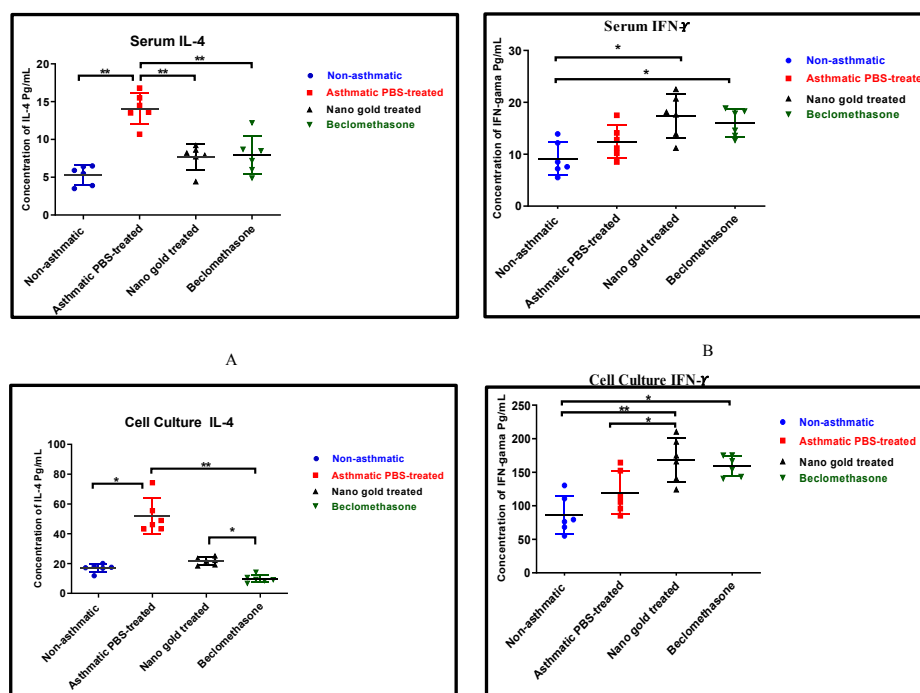 Serum IL-4
Concentration of IL-4 Pg/mL
20
15
10
5
0
**
**
**
Non-asthmatic
Asthmatic PBS-treated
Nano gold treated
Beclomethasone
Non-asthmatic
Asthmatic PBS-treated
Nano gold treated
Beclomethasone
Serum IFN-ɤ
Concentration of IFN-gama Pg/mL
30
20
10
0
*
*
Non-asthmatic
Asthmatic PBS-treated
Nano gold treated
Beclomethasone
Non-asthmatic
Asthmatic PBS-treate
Nano gold treated
Beclomethasone
A
B
Cell Culture IL-4
Concentration of IL-4 Pg/mL
100
80
60
40
20
0
*
**
*
Non-asthmatic
Asthmatic PBS-treated
Nano gold treated
Beclomethasone
Non-asthmatic
Asthmatic PBS-treated
Nano gold treated
Beclomethasone
Cell Culture IFN-ɤ
Concentration of IFN-gama Pg/mL
250
200
150
100
50
0
*
**
*
Non-asthmatic
Asthmatic PBS-treated
Nano gold treated
Beclomethasone
Non-asthmatic
Asthmatic PBS-treated
Nano gold treated
Beclomethasone